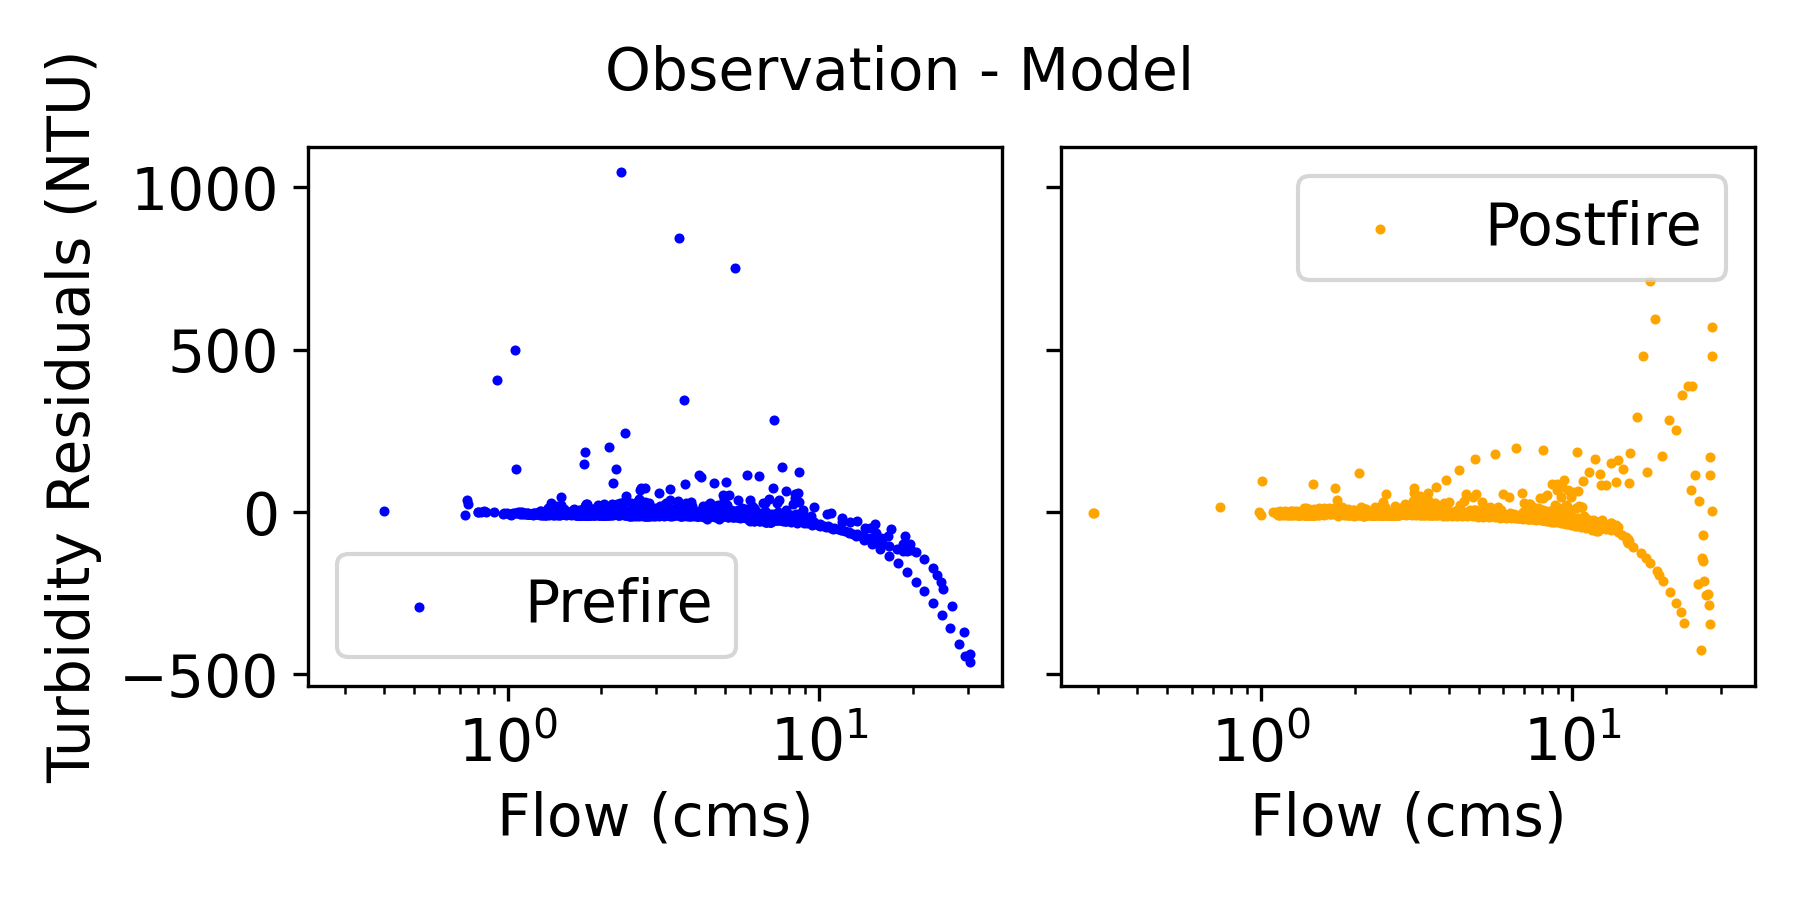 Observation - Model
Turbidity Residuals (NTU)
1000
500
0
−500
Prefire
Postfire
10⁰ 10¹
10⁰ 10¹
Flow (cms)
Flow (cms)